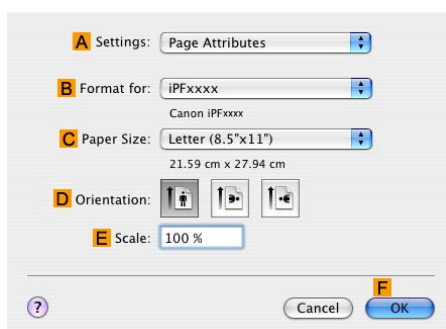 A Settings: Page Attributes
B Format for: iPFxxxx
Canon iPFxxxx
C Paper Size: Letter (8.5"x11")
21.59 cm x 27.94 cm
D Orientation:
E Scale: 100 %
F
? Cancel OK